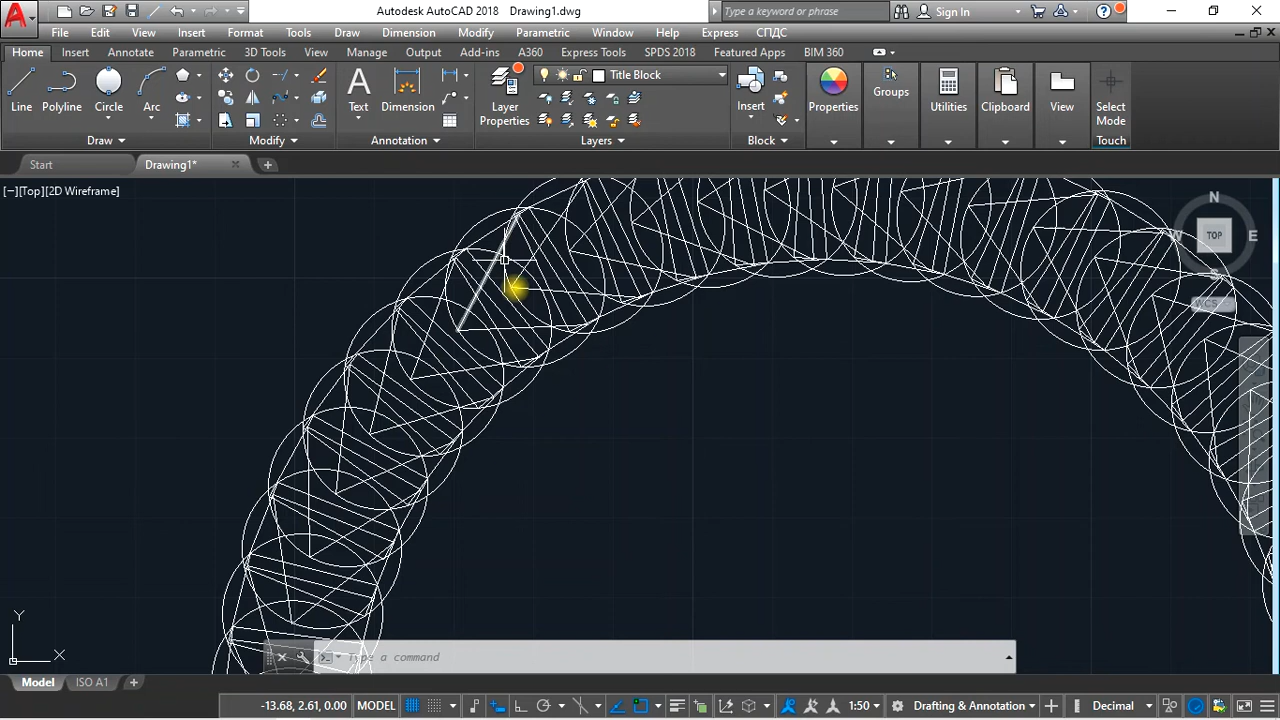 Autodesk AutoCAD 2018 Drawing1.dwg Type a keyword or phrase Sign In
File Edit View Insert Format Tools Draw Dimension Modify Parametric Window Help Express СПДС
Home Insert Annotate Parametric 3D Tools View Manage Output Add-ins A360 Express Tools SPDS 2018 Featured Apps BIM 360
Title Block
Line Polyline Circle Arc Text Dimension Layer Properties Insert Properties Groups Utilities Clipboard View Select Mode
Draw Modify Annotation Layers Block Touch
Start Drawing1*
[−][Top][2D Wireframe]
N
W TOP E
S
WCS
Y
X
Type a command
Model ISO A1
-13.68, 2.61, 0.00 MODEL 1:50 Drafting & Annotation Decimal